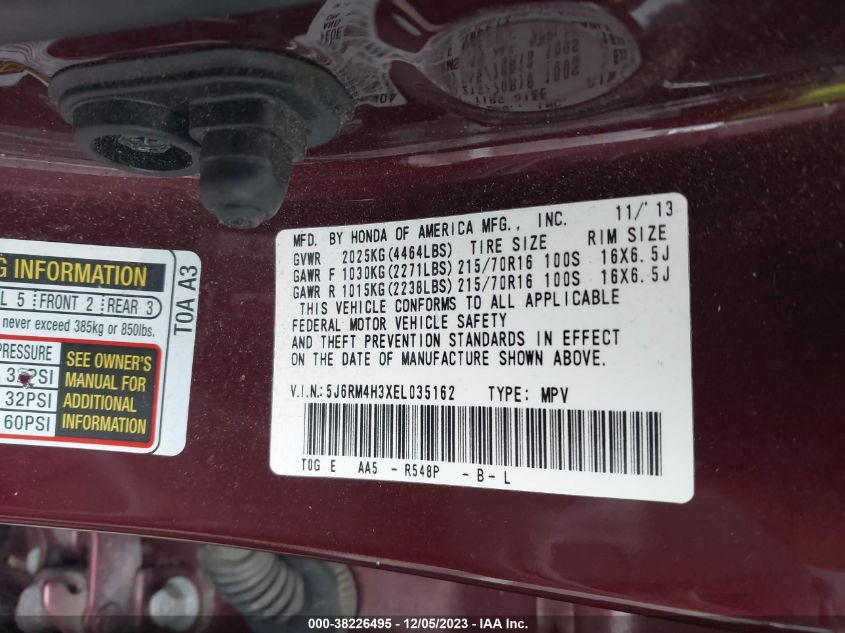 MFD. BY HONDA OF AMERICA MFG., INC. 11/'13
GVWR 2025KG(4464LBS) TIRE SIZE RIM SIZE
GAWR F 1030KG(2271LBS) 215/70R16 100S 16X6.5J
GAWR R 1015KG(2238LBS) 215/70R16 100S 16X6.5J
THIS VEHICLE CONFORMS TO ALL APPLICABLE
FEDERAL MOTOR VEHICLE SAFETY
AND THEFT PREVENTION STANDARDS IN EFFECT
ON THE DATE OF MANUFACTURE SHOWN ABOVE.
V.I.N.: 5J6RM4H3XEL035162 TYPE: MPV
T0G E AA5 - R548P - B - L
INFORMATION
5 FRONT 2 REAR 3
never exceed 385kg or 850lbs.
T0A A3
PRESSURE
SEE OWNER'S
MANUAL FOR
ADDITIONAL
INFORMATION
32PSI
60PSI
000-38226495 - 12/05/2023 - IAA Inc.